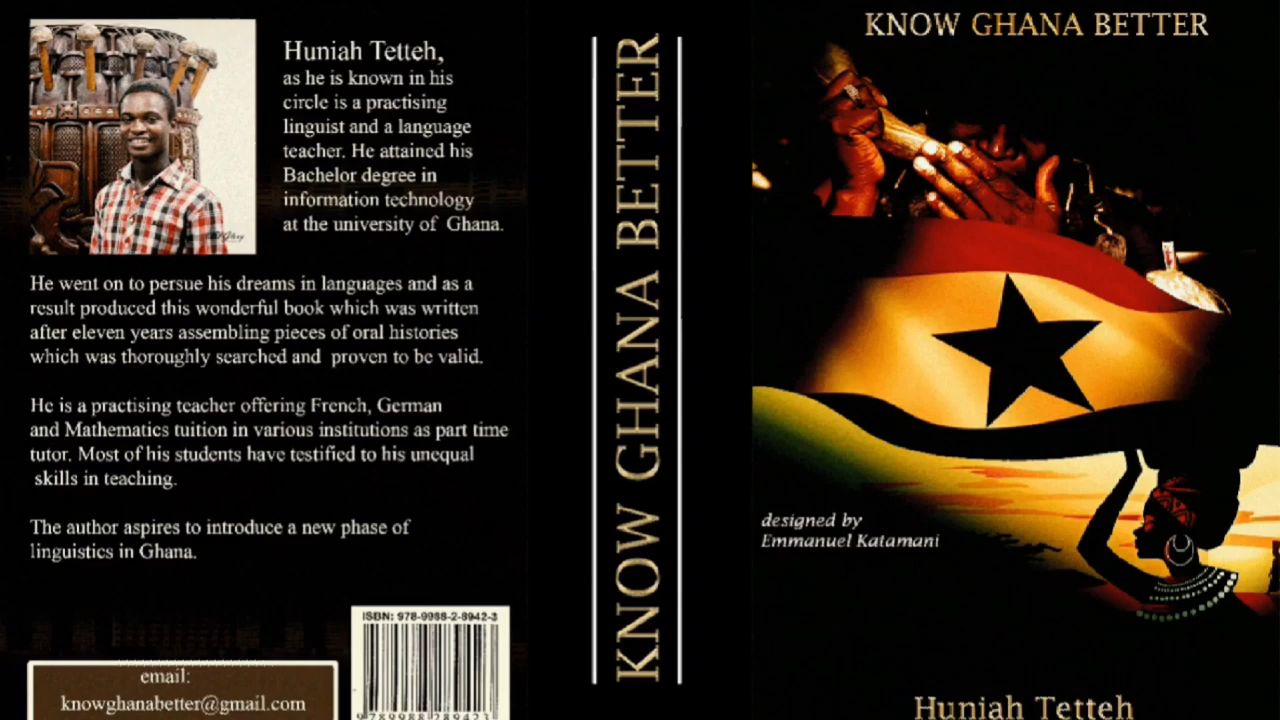 Huniah Tetteh,
as he is known in his
circle is a practising
linguist and a language
teacher. He attained his
Bachelor degree in
information technology
at the university of Ghana.
He went on to persue his dreams in languages and as a
result produced this wonderful book which was written
after eleven years assembling pieces of oral histories
which was thoroughly searched and proven to be valid.
He is a practising teacher offering French, German
and Mathematics tuition in various institutions as part time
tutor. Most of his students have testified to his unequal
skills in teaching.
The author aspires to introduce a new phase of
linguistics in Ghana.
ISBN: 978-9988-2-8942-3
9789988 289423
email:
knowghanabetter@gmail.com
KNOW GHANA BETTER
KNOW GHANA BETTER
designed by
Emmanuel Katamani
Huniah Tetteh